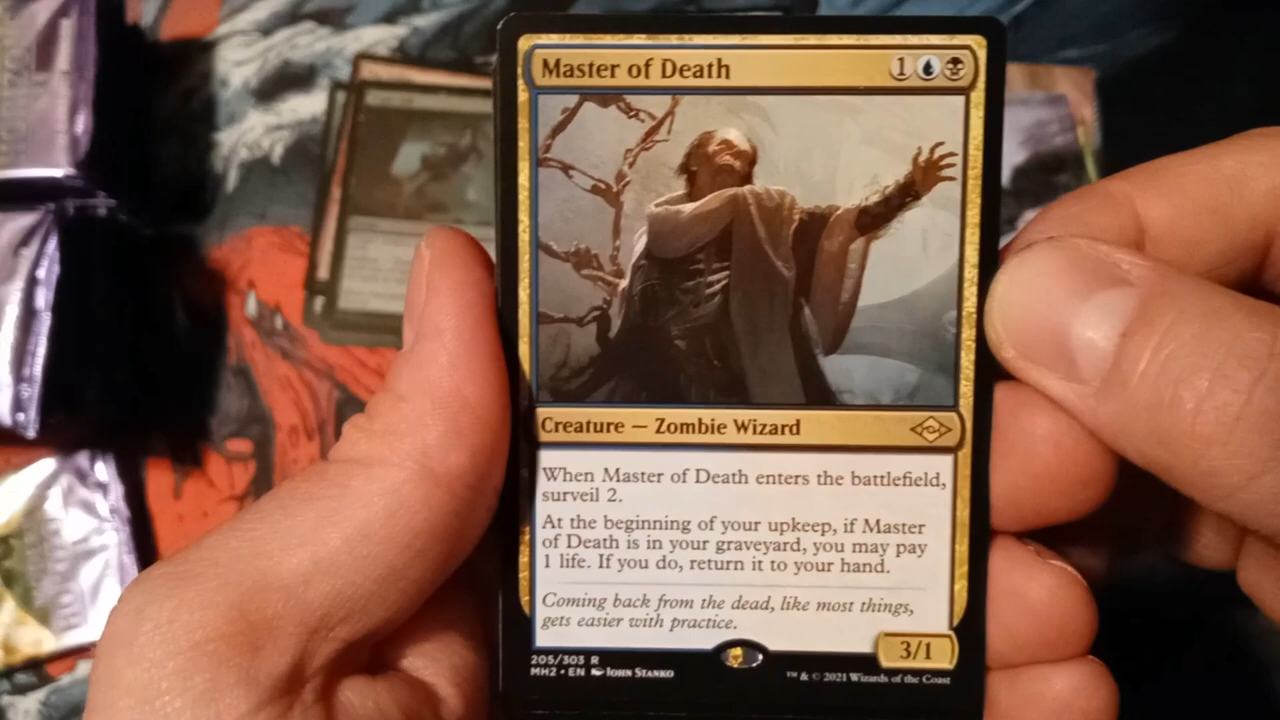 Master of Death 1
Creature — Zombie Wizard
When Master of Death enters the battlefield,
surveil 2.
At the beginning of your upkeep, if Master
of Death is in your graveyard, you may pay
1 life. If you do, return it to your hand.
Coming back from the dead, like most things,
gets easier with practice.
3/1
205/303 R
MH2 • EN John Stanko
™ & © 2021 Wizards of the Coast